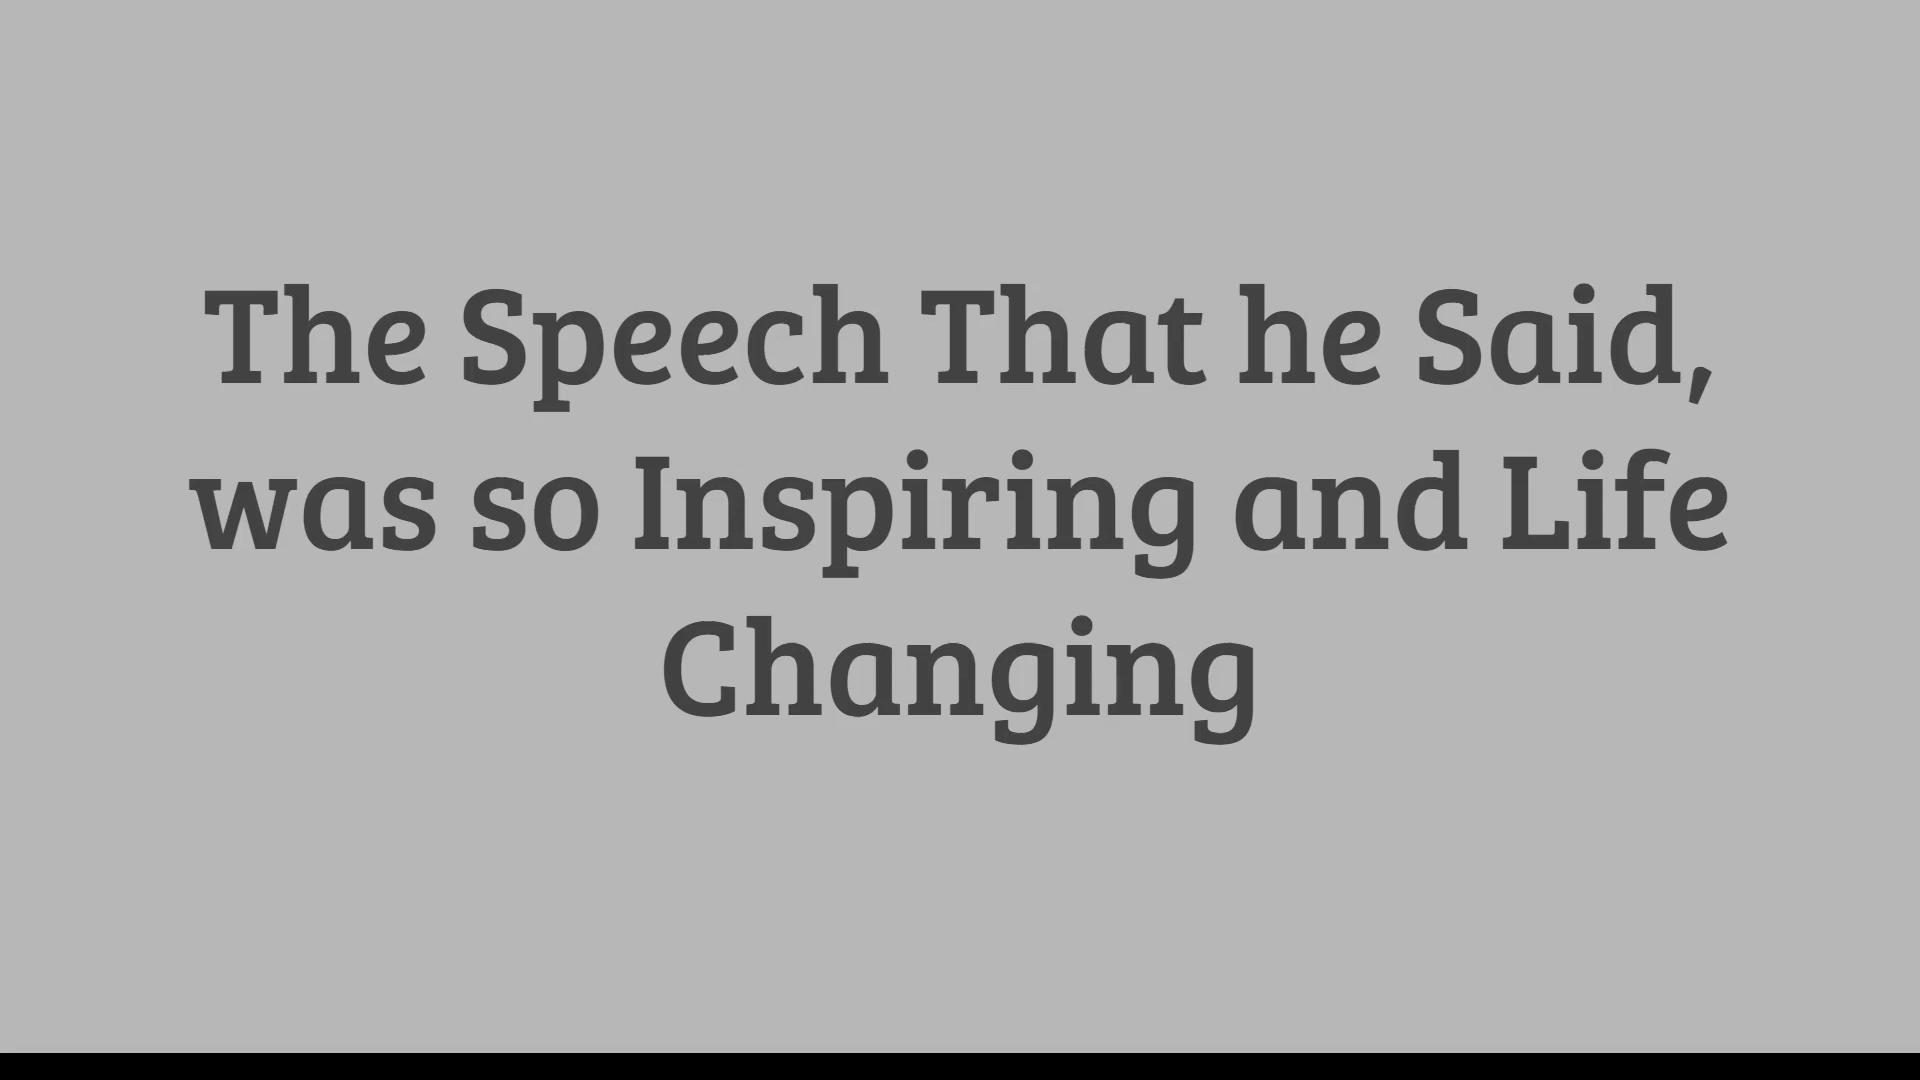 The Speech That he Said,
was so Inspiring and Life
Changing